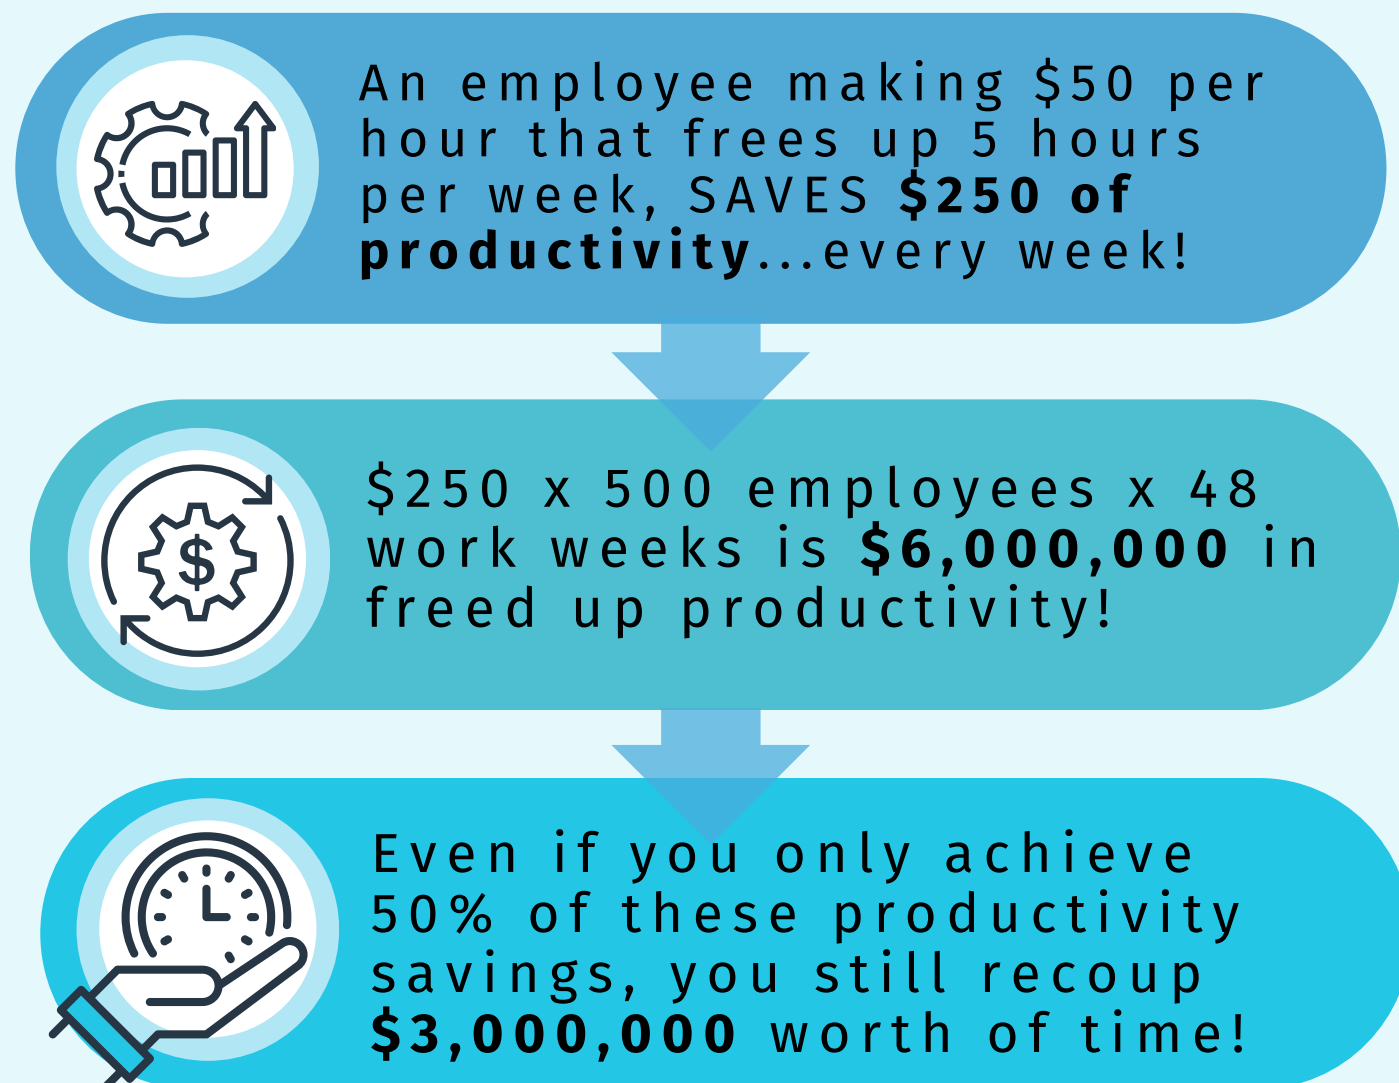 An employee making $50 per
hour that frees up 5 hours
per week, SAVES $250 of
productivity...every week!
$250 x 500 employees x 48
work weeks is $6,000,000 in
freed up productivity!
$
Even if you only achieve
50% of these productivity
savings, you still recoup
$3,000,000 worth of time!